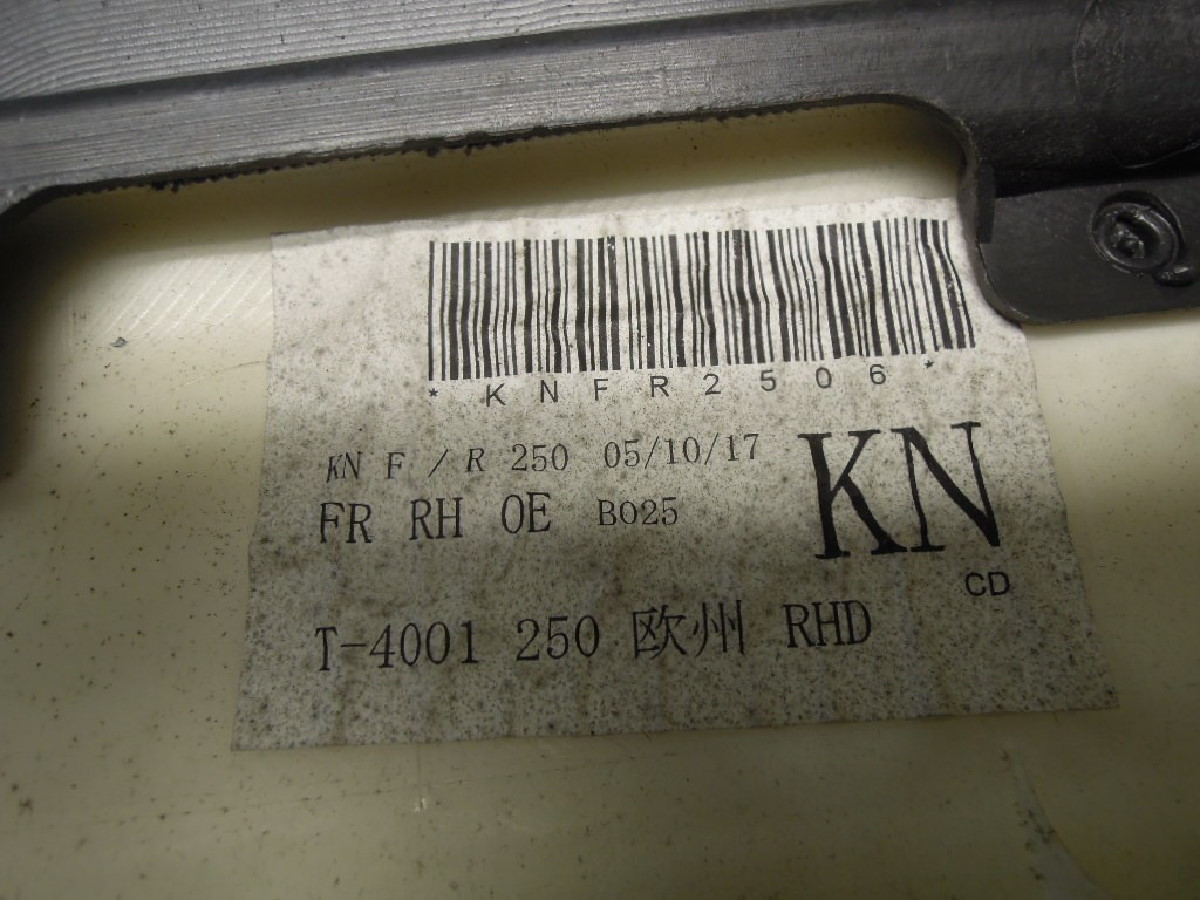 * K N F R 2 5 0 6 *
KN F / R 250 05/10/17
FR RH OE B025
KN
CD
T-4001 250 欧州 RHD